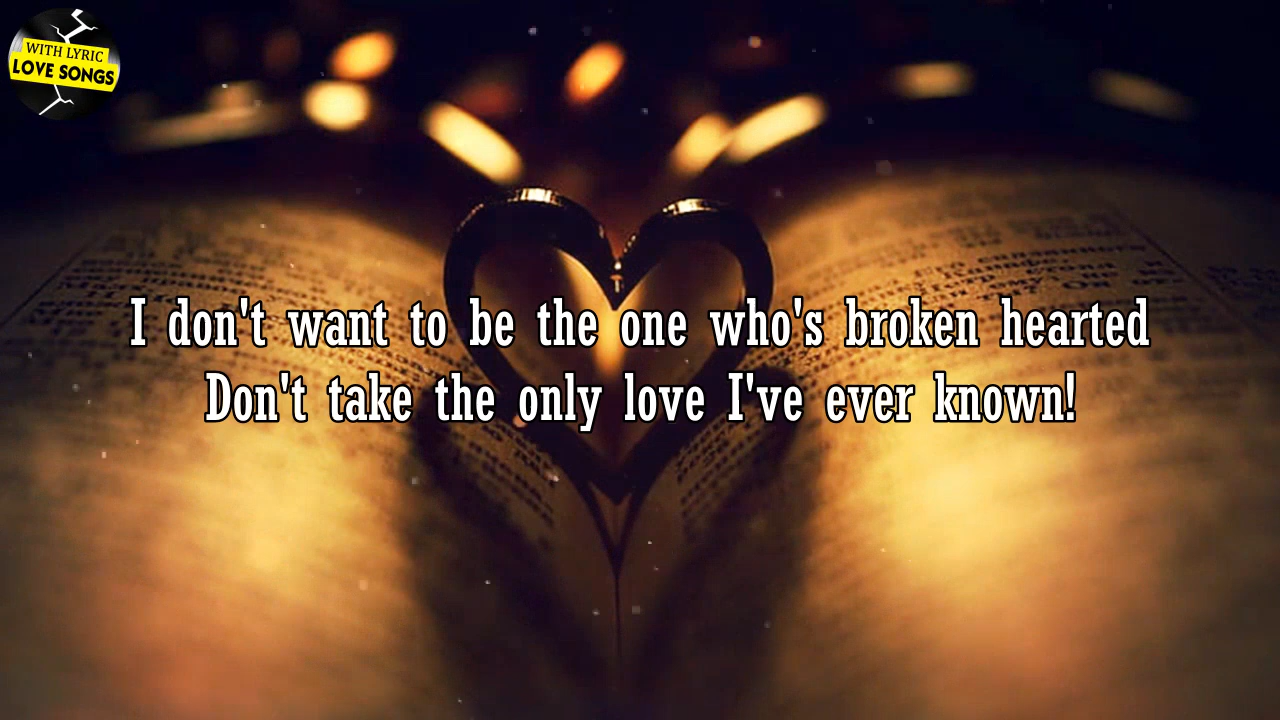 WITH LYRIC
LOVE SONGS
I don't want to be the one who's broken hearted
Don't take the only love I've ever known!